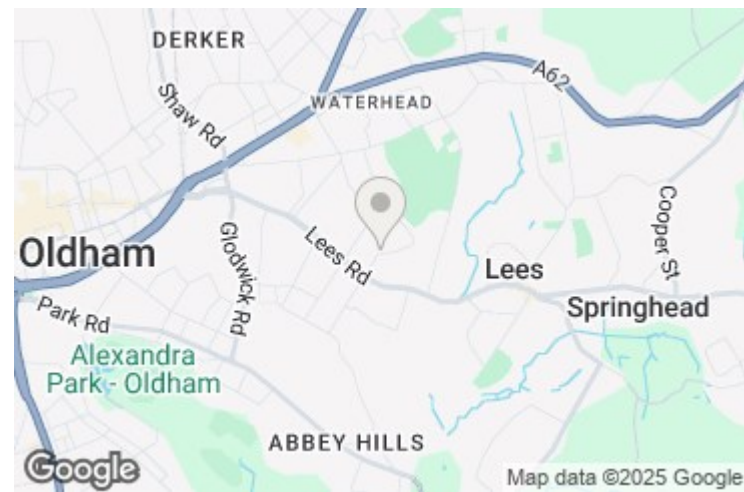 DERKER
Shaw Rd
WATERHEAD
A62
Oldham
Glodwick Rd
Lees Rd
Lees
Cooper St
Springhead
Park Rd
Alexandra
Park - Oldham
ABBEY HILLS
Google
Map data ©2025 Google